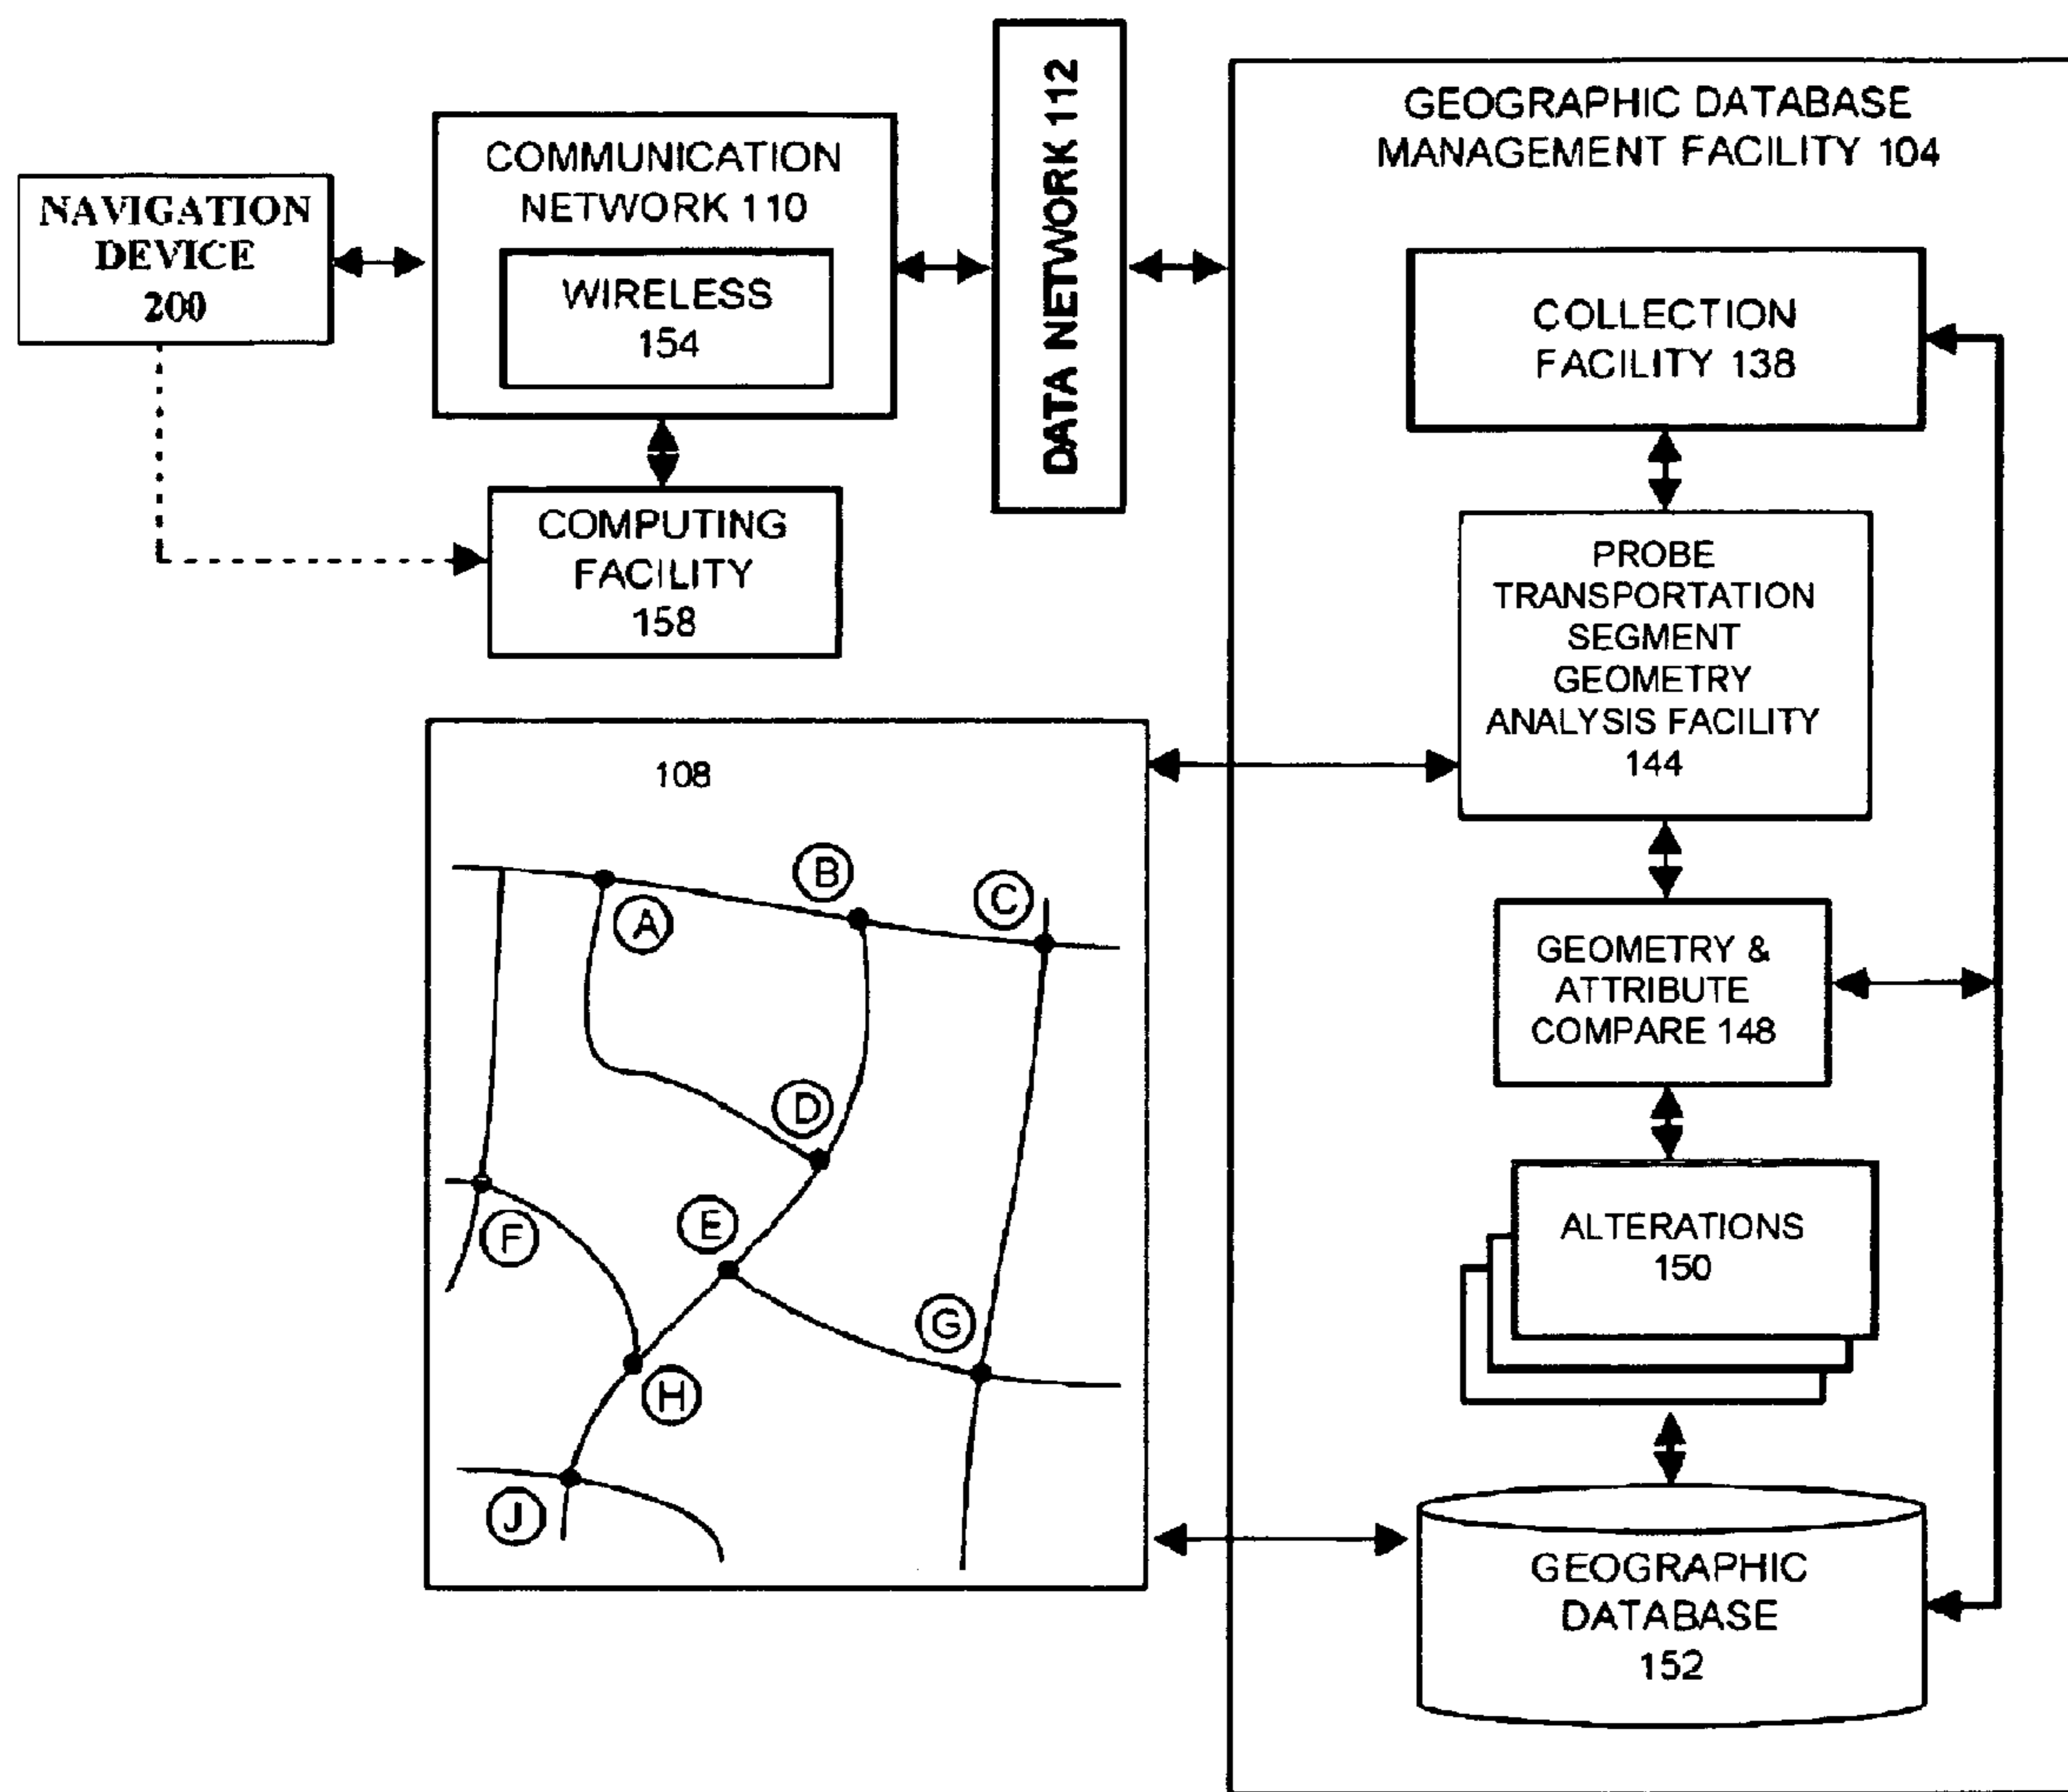 NAVIGATION
DEVICE
200
COMMUNICATION
NETWORK 110
WIRELESS
154
COMPUTING
FACILITY
158
DATA NETWORK 112
GEOGRAPHIC DATABASE
MANAGEMENT FACILITY 104
COLLECTION
FACILITY 138
PROBE
TRANSPORTATION
SEGMENT
GEOMETRY
ANALYSIS FACILITY
144
GEOMETRY &
ATTRIBUTE
COMPARE 148
ALTERATIONS
150
GEOGRAPHIC
DATABASE
152
108
A
B
C
D
E
F
G
H
J